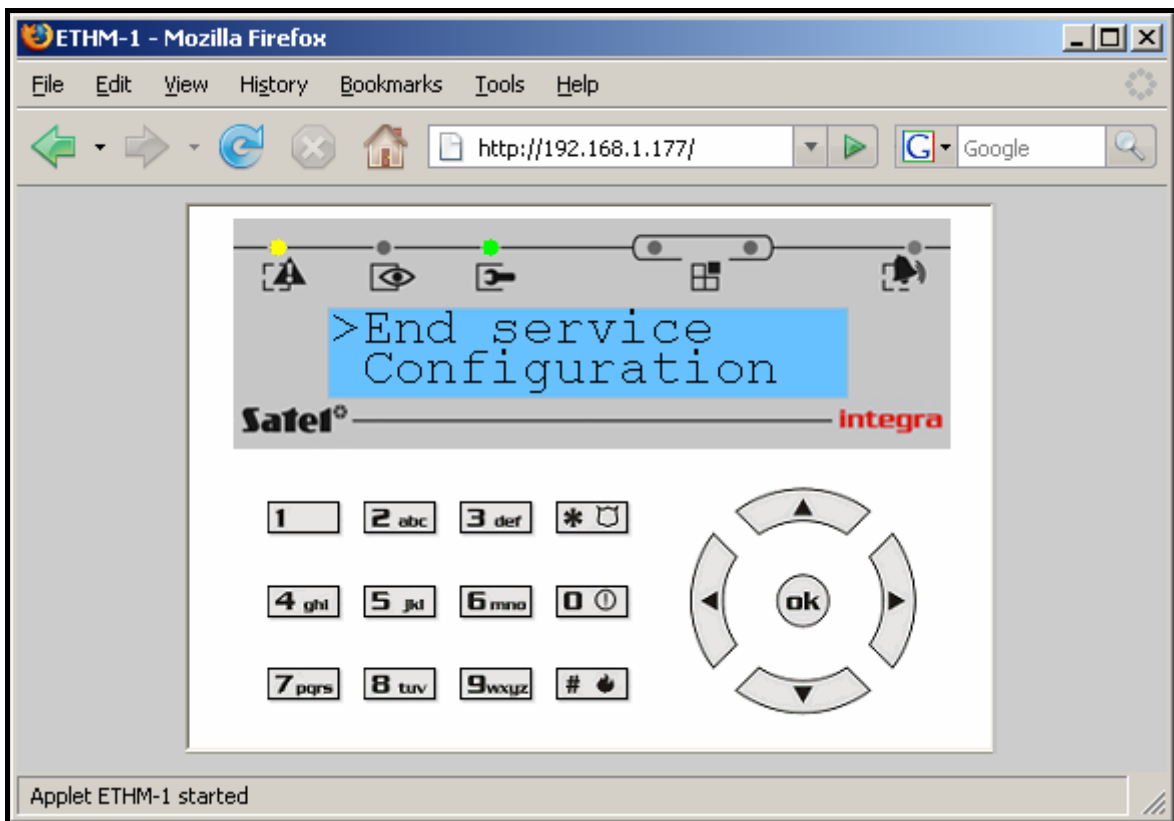 ETHM-1 - Mozilla Firefox
File Edit View History Bookmarks Tools Help
http://192.168.1.177/ G Google
>End service
Configuration
Satel integra
1 2 abc 3 def *
4 ghi 5 jkl 6 mno 0 ok
7 pqrs 8 tuv 9 wxyz #
Applet ETHM-1 started